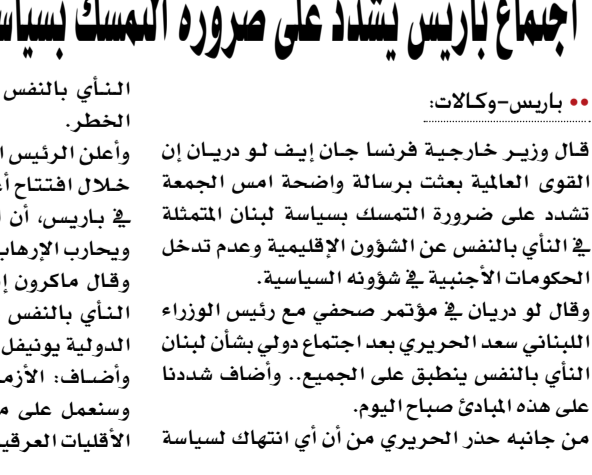 اجتماع باريس يشدد على ضرورة التمسك
•• باريس-وكالات:
قال وزير خارجية فرنسا جان إيف لو دريان إن
القوى العالمية بعثت برسالة واضحة امس الجمعة
تشدد على ضرورة التمسك بسياسة لبنان المتمثلة
في النأي بالنفس عن الشؤون الإقليمية وعدم تدخل
الحكومات الأجنبية في شؤونه السياسية.
وقال لو دريان في مؤتمر صحفي مع رئيس الوزراء
اللبناني سعد الحريري بعد اجتماع دولي بشأن لبنان
النأي بالنفس ينطبق على الجميع.. وأضاف شددنا
على هذه المبادئ صباح اليوم.
من جانبه حذر الحريري من أن أي انتهاك لسياسة
النأي بالنفس
الخطر.
وأعلن الرئيس
خلال افتتاح
في باريس، أن
ويحارب الإرهاب
وقال ماكرون
النأي بالنفس
الدولية يونيفل
وأضاف:
وسنعمل على
الأقليات